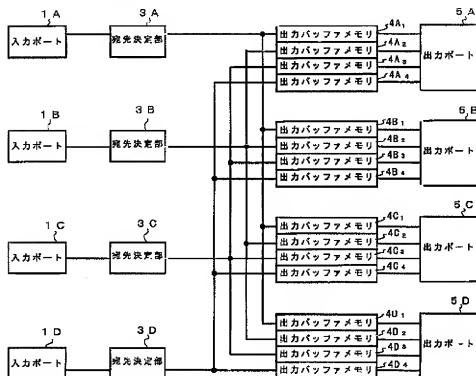 1A
3A
4A1
5A
入力ポート
宛先決定部
出力バッファメモリ
4A2
出力バッファメモリ
4A3
出力バッファメモリ
4A4
出力バッファメモリ
出力ポート
1B
3B
4B1
5B
入力ポート
宛先決定部
出力バッファメモリ
4B2
出力バッファメモリ
4B3
出力バッファメモリ
4B4
出力バッファメモリ
出力ポート
1C
3C
4C1
5C
入力ポート
宛先決定部
出力バッファメモリ
4C2
出力バッファメモリ
4C3
出力バッファメモリ
4C4
出力バッファメモリ
出力ポート
1D
3D
4D1
5D
入力ポート
宛先決定部
出力バッファメモリ
4D2
出力バッファメモリ
4D3
出力バッファメモリ
4D4
出力バッファメモリ
出力ポート